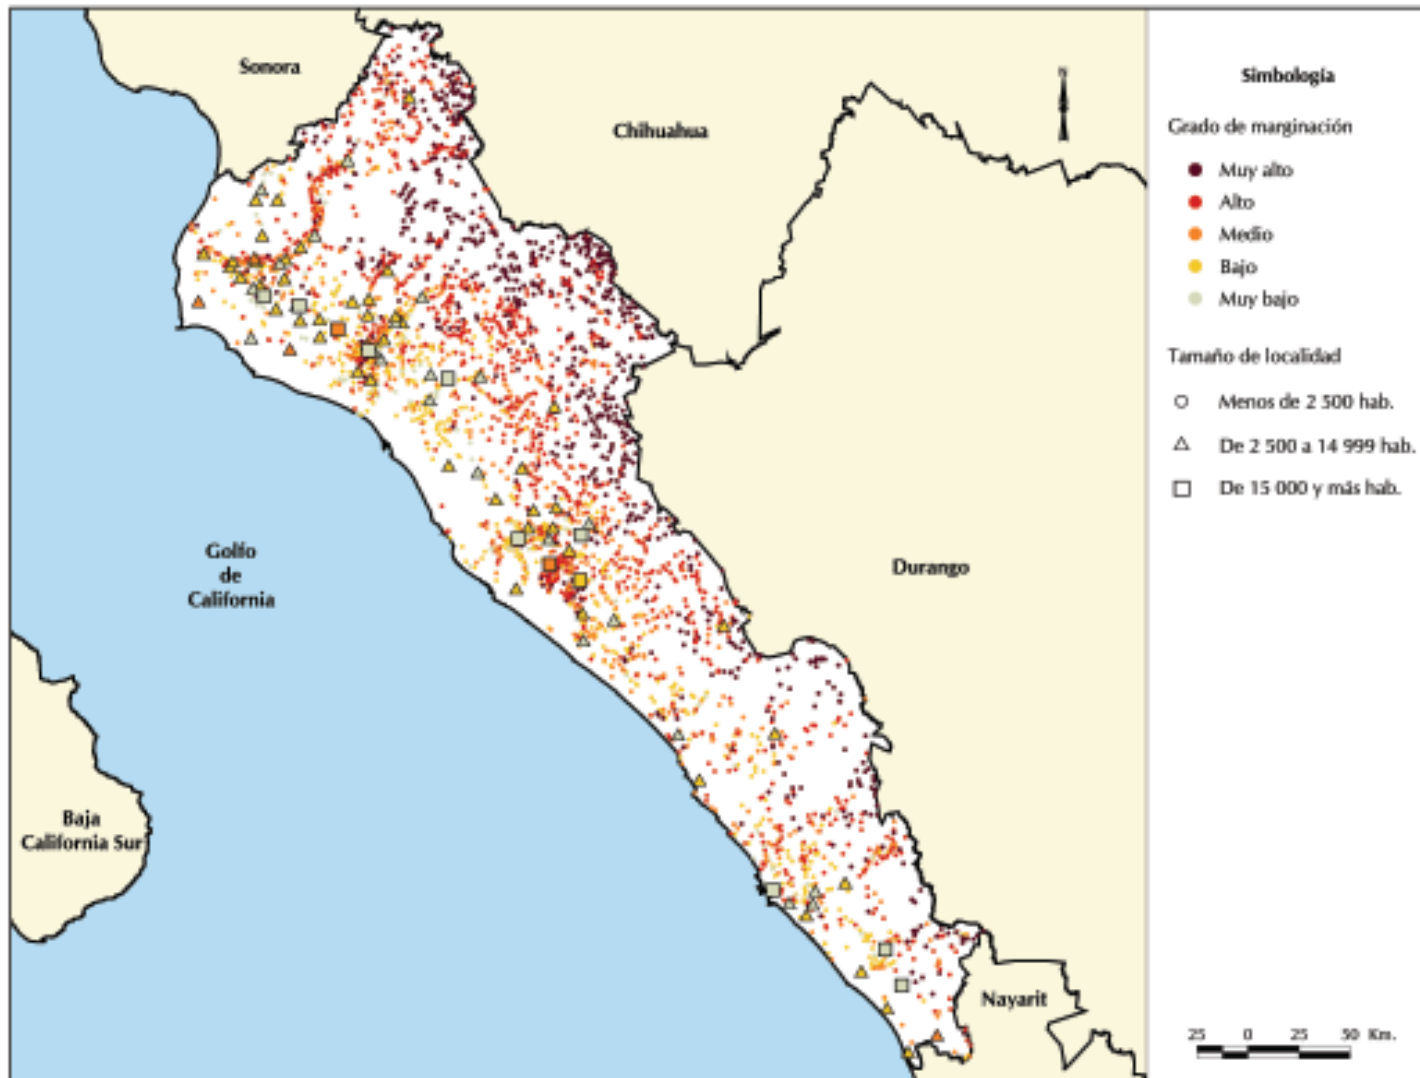 Sonora
Chihuahua
Golfo
de
California
Durango
Baja
California Sur
Nayarit
N
Simbología
Grado de marginación
Muy alto
Alto
Medio
Bajo
Muy bajo
Tamaño de localidad
Menos de 2 500 hab.
De 2 500 a 14 999 hab.
De 15 000 y más hab.
25 0 25 50 Km.